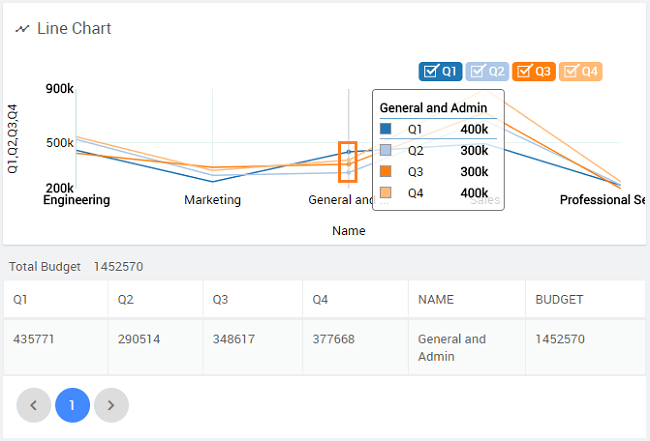 Line Chart
Q1 Q2 Q3 Q4
Q1,Q2,Q3,Q4
900k
500k
200k
General and Admin
Q1 400k
Q2 300k
Q3 300k
Q4 400k
Engineering Marketing General and ... Sales Professional Se
Name
Total Budget 1452570
Q1 Q2 Q3 Q4 NAME BUDGET
435771 290514 348617 377668 General and 1452570
Admin
1